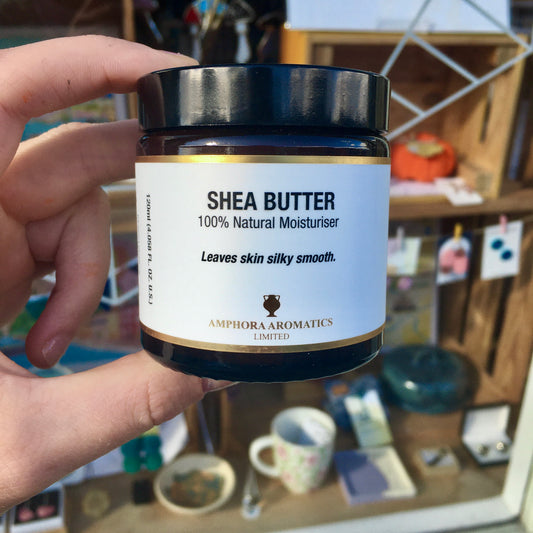 SHEA BUTTER
100% Natural Moisturiser
Leaves skin silky smooth.
AMPHORA AROMATICS
LIMITED
120ml (4.058 FL. OZ. U.S.)